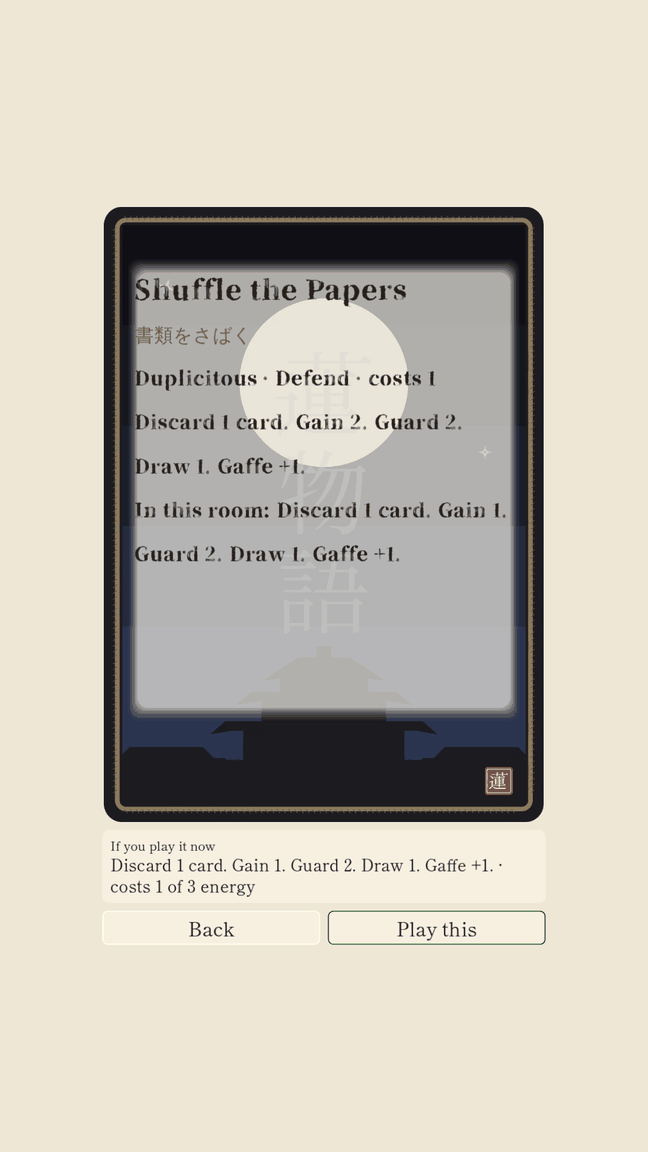 Shuffle the Papers
書類をさばく
Duplicitous · Defend · costs 1
Discard 1 card. Gain 2. Guard 2.
Draw 1. Gaffe +1.
In this room: Discard 1 card. Gain 1.
Guard 2. Draw 1. Gaffe +1.
蓮物語
蓮
If you play it now
Discard 1 card. Gain 1. Guard 2. Draw 1. Gaffe +1. ·
costs 1 of 3 energy
Back
Play this